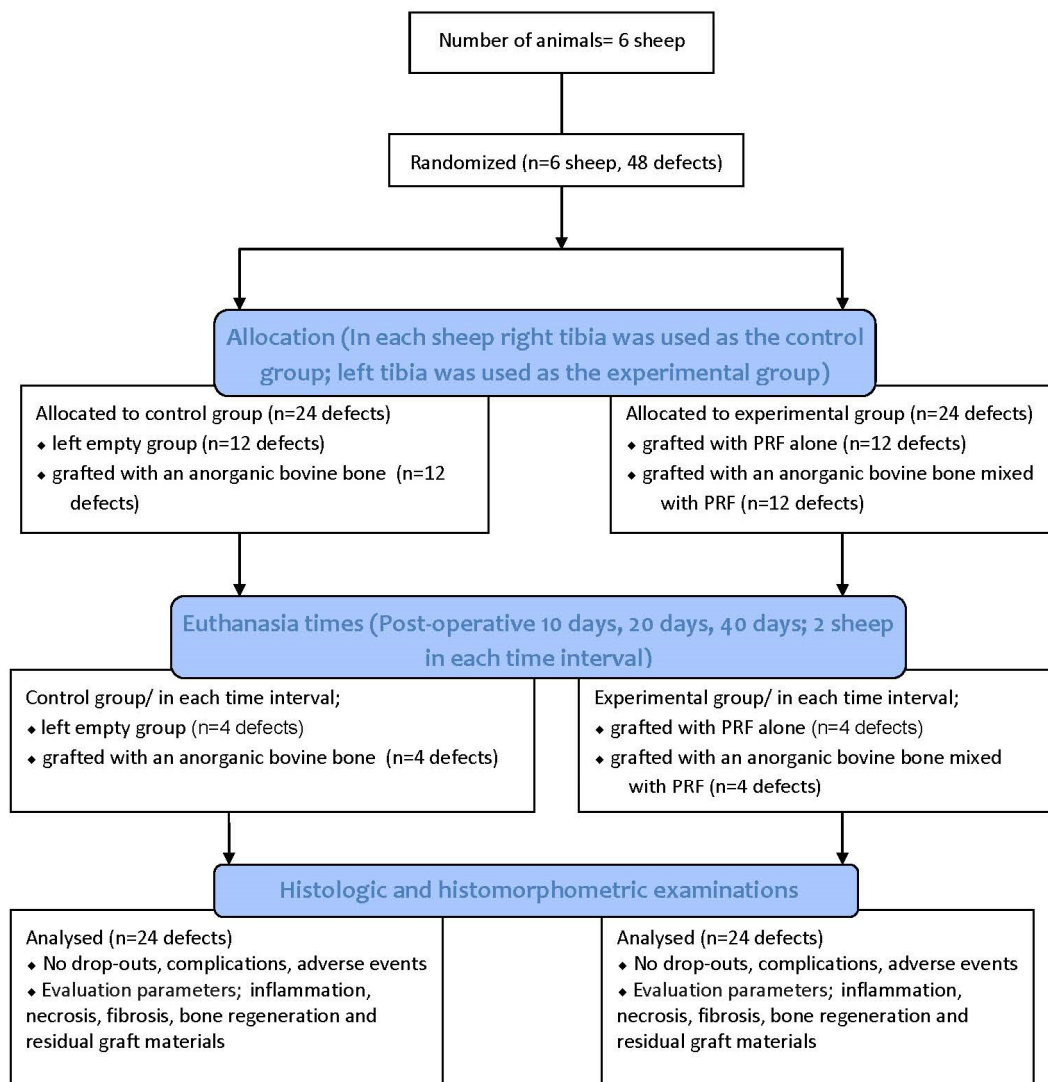 Number of animals= 6 sheep
Randomized (n=6 sheep, 48 defects)
Allocation (In each sheep right tibia was used as the control
group; left tibia was used as the experimental group)
Allocated to control group (n=24 defects)
◆ left empty group (n=12 defects)
◆ grafted with an anorganic bovine bone (n=12
defects)
Allocated to experimental group (n=24 defects)
◆ grafted with PRF alone (n=12 defects)
◆ grafted with an anorganic bovine bone mixed
with PRF (n=12 defects)
Euthanasia times (Post-operative 10 days, 20 days, 40 days; 2 sheep
in each time interval)
Control group/ in each time interval;
◆ left empty group (n=4 defects)
◆ grafted with an anorganic bovine bone (n=4 defects)
Experimental group/ in each time interval;
◆ grafted with PRF alone (n=4 defects)
◆ grafted with an anorganic bovine bone mixed
with PRF (n=4 defects)
Histologic and histomorphometric examinations
Analysed (n=24 defects)
◆ No drop-outs, complications, adverse events
◆ Evaluation parameters; inflammation,
necrosis, fibrosis, bone regeneration and
residual graft materials
Analysed (n=24 defects)
◆ No drop-outs, complications, adverse events
◆ Evaluation parameters; inflammation,
necrosis, fibrosis, bone regeneration and
residual graft materials